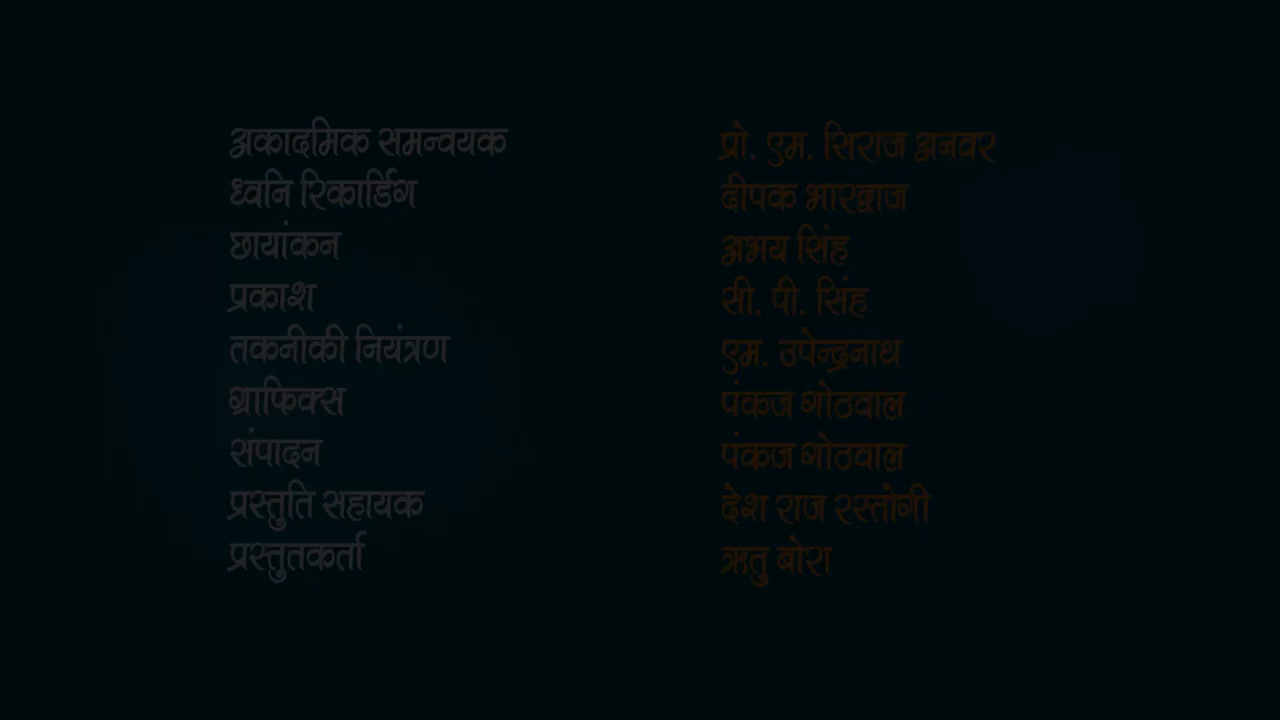 अकादमिक समन्वयक प्रो. एम. सिराज अनवर
ध्वनि रिकार्डिंग दीपक भारद्वाज
छायांकन अभय सिंह
प्रकाश सी. पी. सिंह
तकनीकी नियंत्रण एम. उपेन्द्रनाथ
ग्राफिक्स पंकज गोठवाल
संपादन पंकज गोठवाल
प्रस्तुति सहायक देश राज रस्तोगी
प्रस्तुतकर्ता ऋतु बोरा